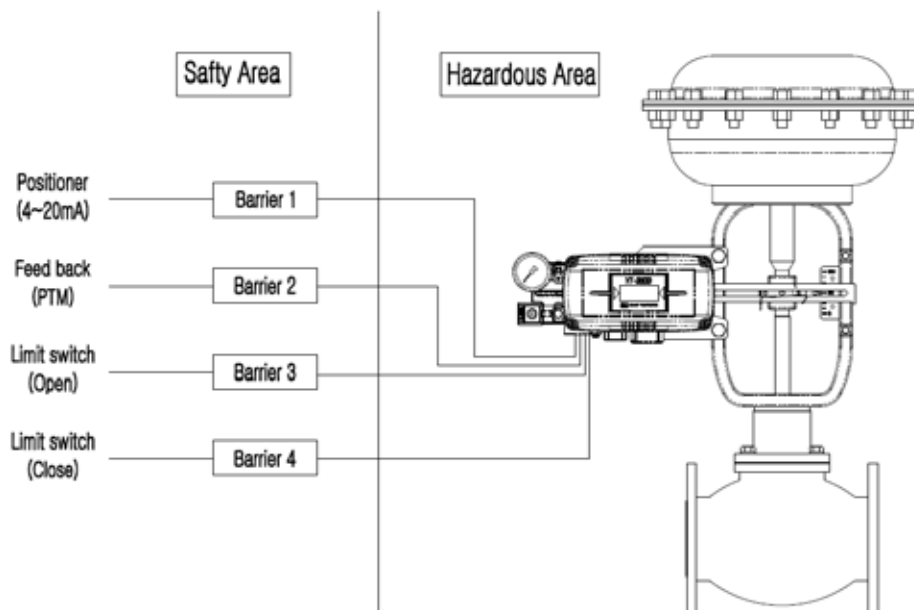 Safty Area
Hazardous Area
Positioner
(4~20mA)
Barrier 1
Feed back
(PTM)
Barrier 2
Limit switch
(Open)
Barrier 3
Limit switch
(Close)
Barrier 4